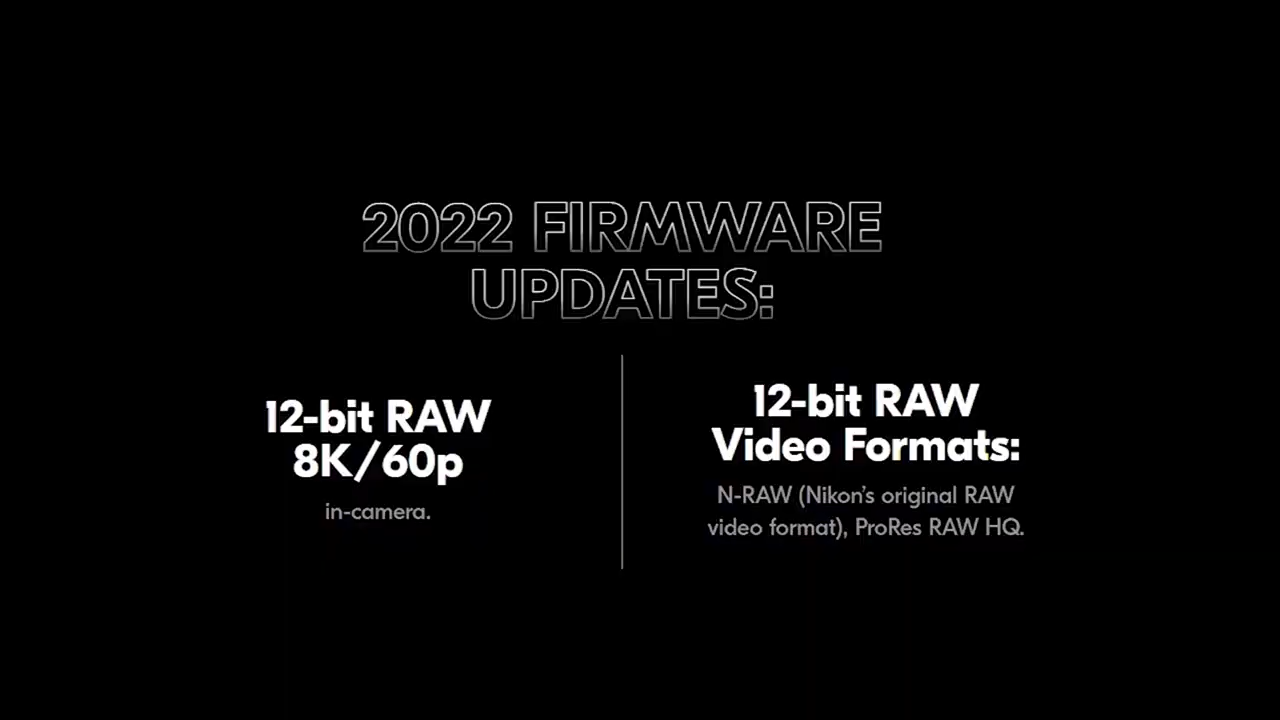 2022 FIRMWARE
UPDATES:
12-bit RAW
8K/60p
in-camera.
12-bit RAW
Video Formats:
N-RAW (Nikon's original RAW
video format), ProRes RAW HQ.